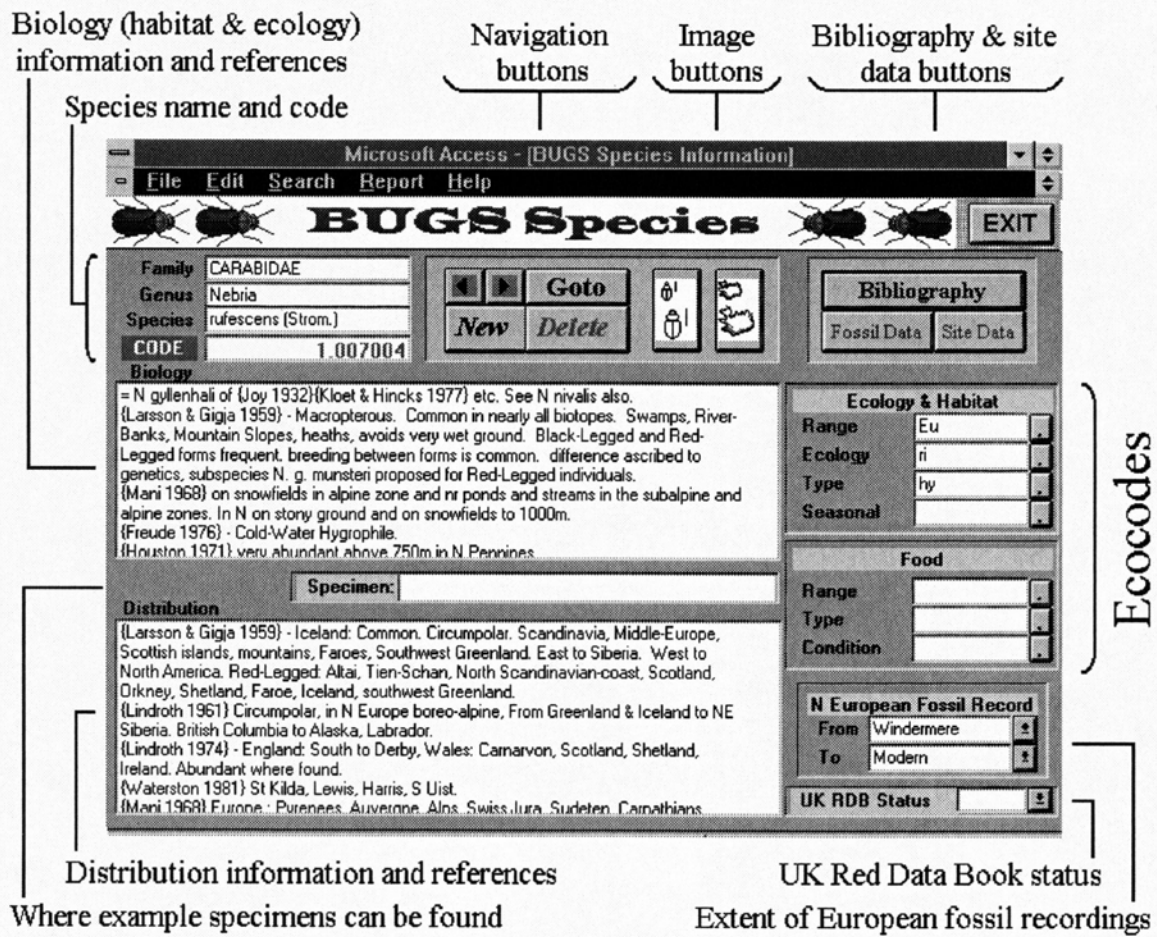 Biology (habitat & ecology)
information and references
Species name and code
Navigation
buttons
Image
buttons
Bibliography & site
data buttons
Microsoft Access - [BUGS Species Information]
File Edit Search Report Help
BUGS Species
EXIT
Family CARABIDAE
Genus Nebria
Species rufescens (Strom.)
CODE 1.007004
Goto
New Delete
Bibliography
Fossil Data Site Data
Biology
= N gyllenhali of {Joy 1932}{Kloet & Hincks 1977} etc. See N nivalis also.
{Larsson & Gigja 1959} - Macropterous. Common in nearly all biotopes. Swamps, River-
Banks, Mountain Slopes, heaths, avoids very wet ground. Black-Legged and Red-
Legged forms frequent. breeding between forms is common. difference ascribed to
genetics, subspecies N. g. munsteri proposed for Red-Legged individuals.
{Mani 1968} on snowfields in alpine zone and nr ponds and streams in the subalpine and
alpine zones. In N on stony ground and on snowfields to 1000m.
{Freude 1976} - Cold-Water Hygrophile.
{Houston 1971} very abundant above 750m in N Pennines
Ecology & Habitat
Range Eu
Ecology ri
Type hy
Seasonal
Food
Range
Type
Condition
Ecocodes
Specimen:
Distribution
{Larsson & Gigja 1959} - Iceland: Common. Circumpolar. Scandinavia, Middle-Europe,
Scottish islands, mountains, Faroes, Southwest Greenland. East to Siberia. West to
North America. Red-Legged: Altai, Tien-Schan, North Scandinavian-coast, Scotland,
Orkney, Shetland, Faroe, Iceland, southwest Greenland.
{Lindroth 1961} Circumpolar, in N Europe boreo-alpine, From Greenland & Iceland to NE
Siberia. British Columbia to Alaska, Labrador.
{Lindroth 1974} - England: South to Derby, Wales: Carnarvon, Scotland, Shetland,
Ireland. Abundant where found.
{Waterston 1981} St Kilda, Lewis, Harris, S Uist.
{Mani 1968} Europe : Pyrenees, Auvergne, Alps, Swiss Jura, Sudeten, Carpathians
N European Fossil Record
From Windermere
To Modern
UK RDB Status
Distribution information and references
Where example specimens can be found
UK Red Data Book status
Extent of European fossil recordings